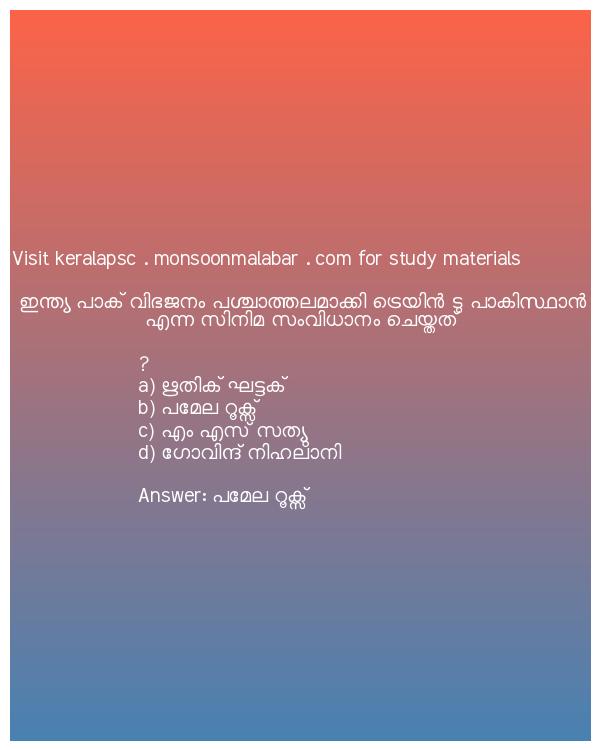 Visit keralapsc . monsoonmalabar . com for study materials
ഇന്ത്യ പാക് വിഭജനം പശ്ചാത്തലമാക്കി ട്രെയിൻ ടു പാകിസ്ഥാൻ
എന്ന സിനിമ സംവിധാനം ചെയ്തത്
?
a) ഋതിക് ഘട്ടക്
b) പമേല റൂക്സ്
c) എം എസ് സത്യു
d) ഗോവിന്ദ് നിഹലാനി
Answer: പമേല റൂക്സ്